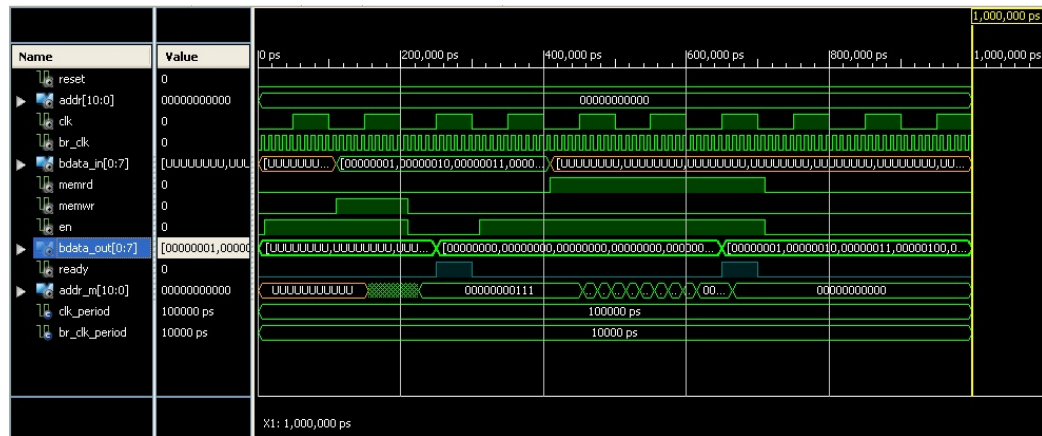 1,000,000 ps
Name Value 0 ps 200,000 ps 400,000 ps 600,000 ps 800,000 ps 1,000,000 ps
reset 0
addr[10:0] 00000000000 00000000000
clk 0
br_clk 0
bdata_in[0:7] [UUUUUUUU,UUL [UUUUUUU... [00000001,00000010,00000011,0000... [UUUUUUUU,UUUUUUUU,UUUUUUUU,UUUUUUUU,UUUUUUUU,UUUUUUUU,UU...
memrd 0
memwr 0
en 0
bdata_out[0:7] [00000001,0000 [UUUUUUUU,UUUUUUUU,UUU... [00000000,00000000,00000000,00000000,000000... [00000001,00000010,00000011,00000100,0...
ready 0
addr_m[10:0] 00000000000 UUUUUUUUUUU 00000000111 00... 00000000000
clk_period 100000 ps 100000 ps
br_clk_period 10000 ps 10000 ps
X1: 1,000,000 ps